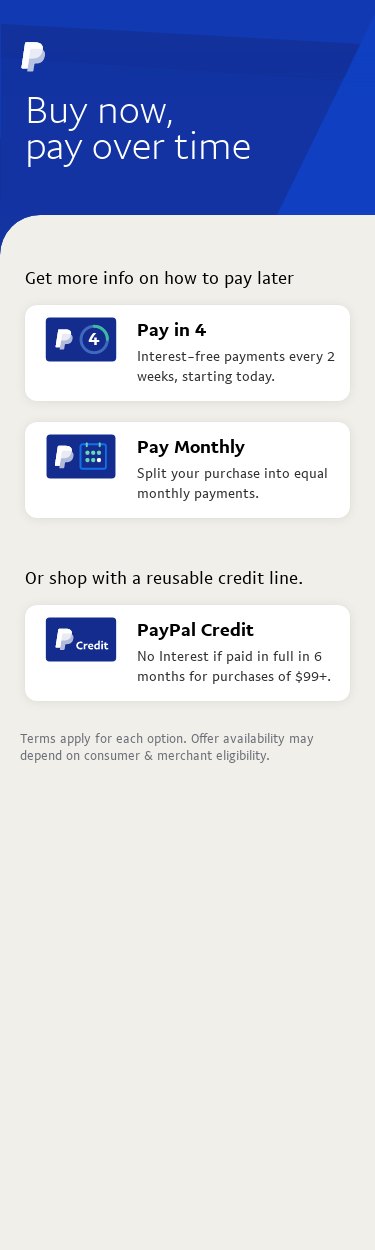 Buy now,
pay over time
Get more info on how to pay later
4
Pay in 4
Interest-free payments every 2
weeks, starting today.
Pay Monthly
Split your purchase into equal
monthly payments.
Or shop with a reusable credit line.
Credit
PayPal Credit
No Interest if paid in full in 6
months for purchases of $99+.
Terms apply for each option. Offer availability may
depend on consumer & merchant eligibility.